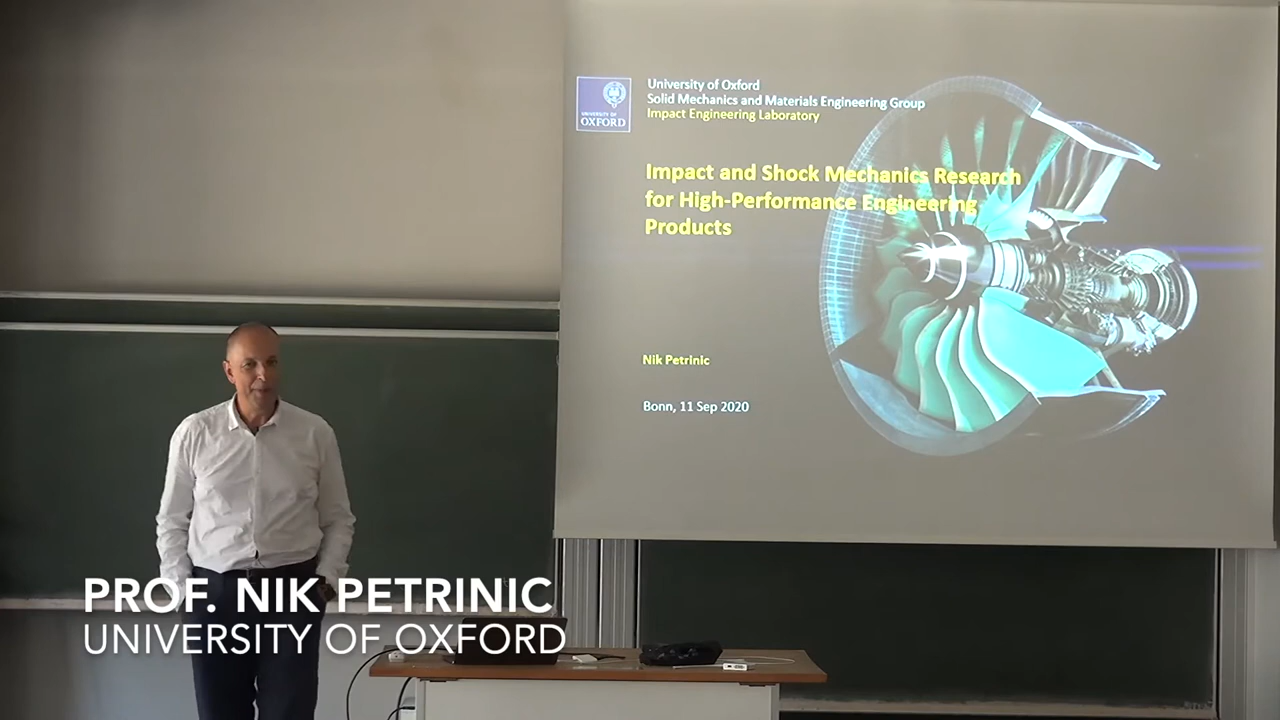 University of Oxford
Solid Mechanics and Materials Engineering Group
Impact Engineering Laboratory
UNIVERSITY OF
OXFORD
Impact and Shock Mechanics Research
for High-Performance Engineering
Products
Nik Petrinic
Bonn, 11 Sep 2020
PROF. NIK PETRINIC
UNIVERSITY OF OXFORD